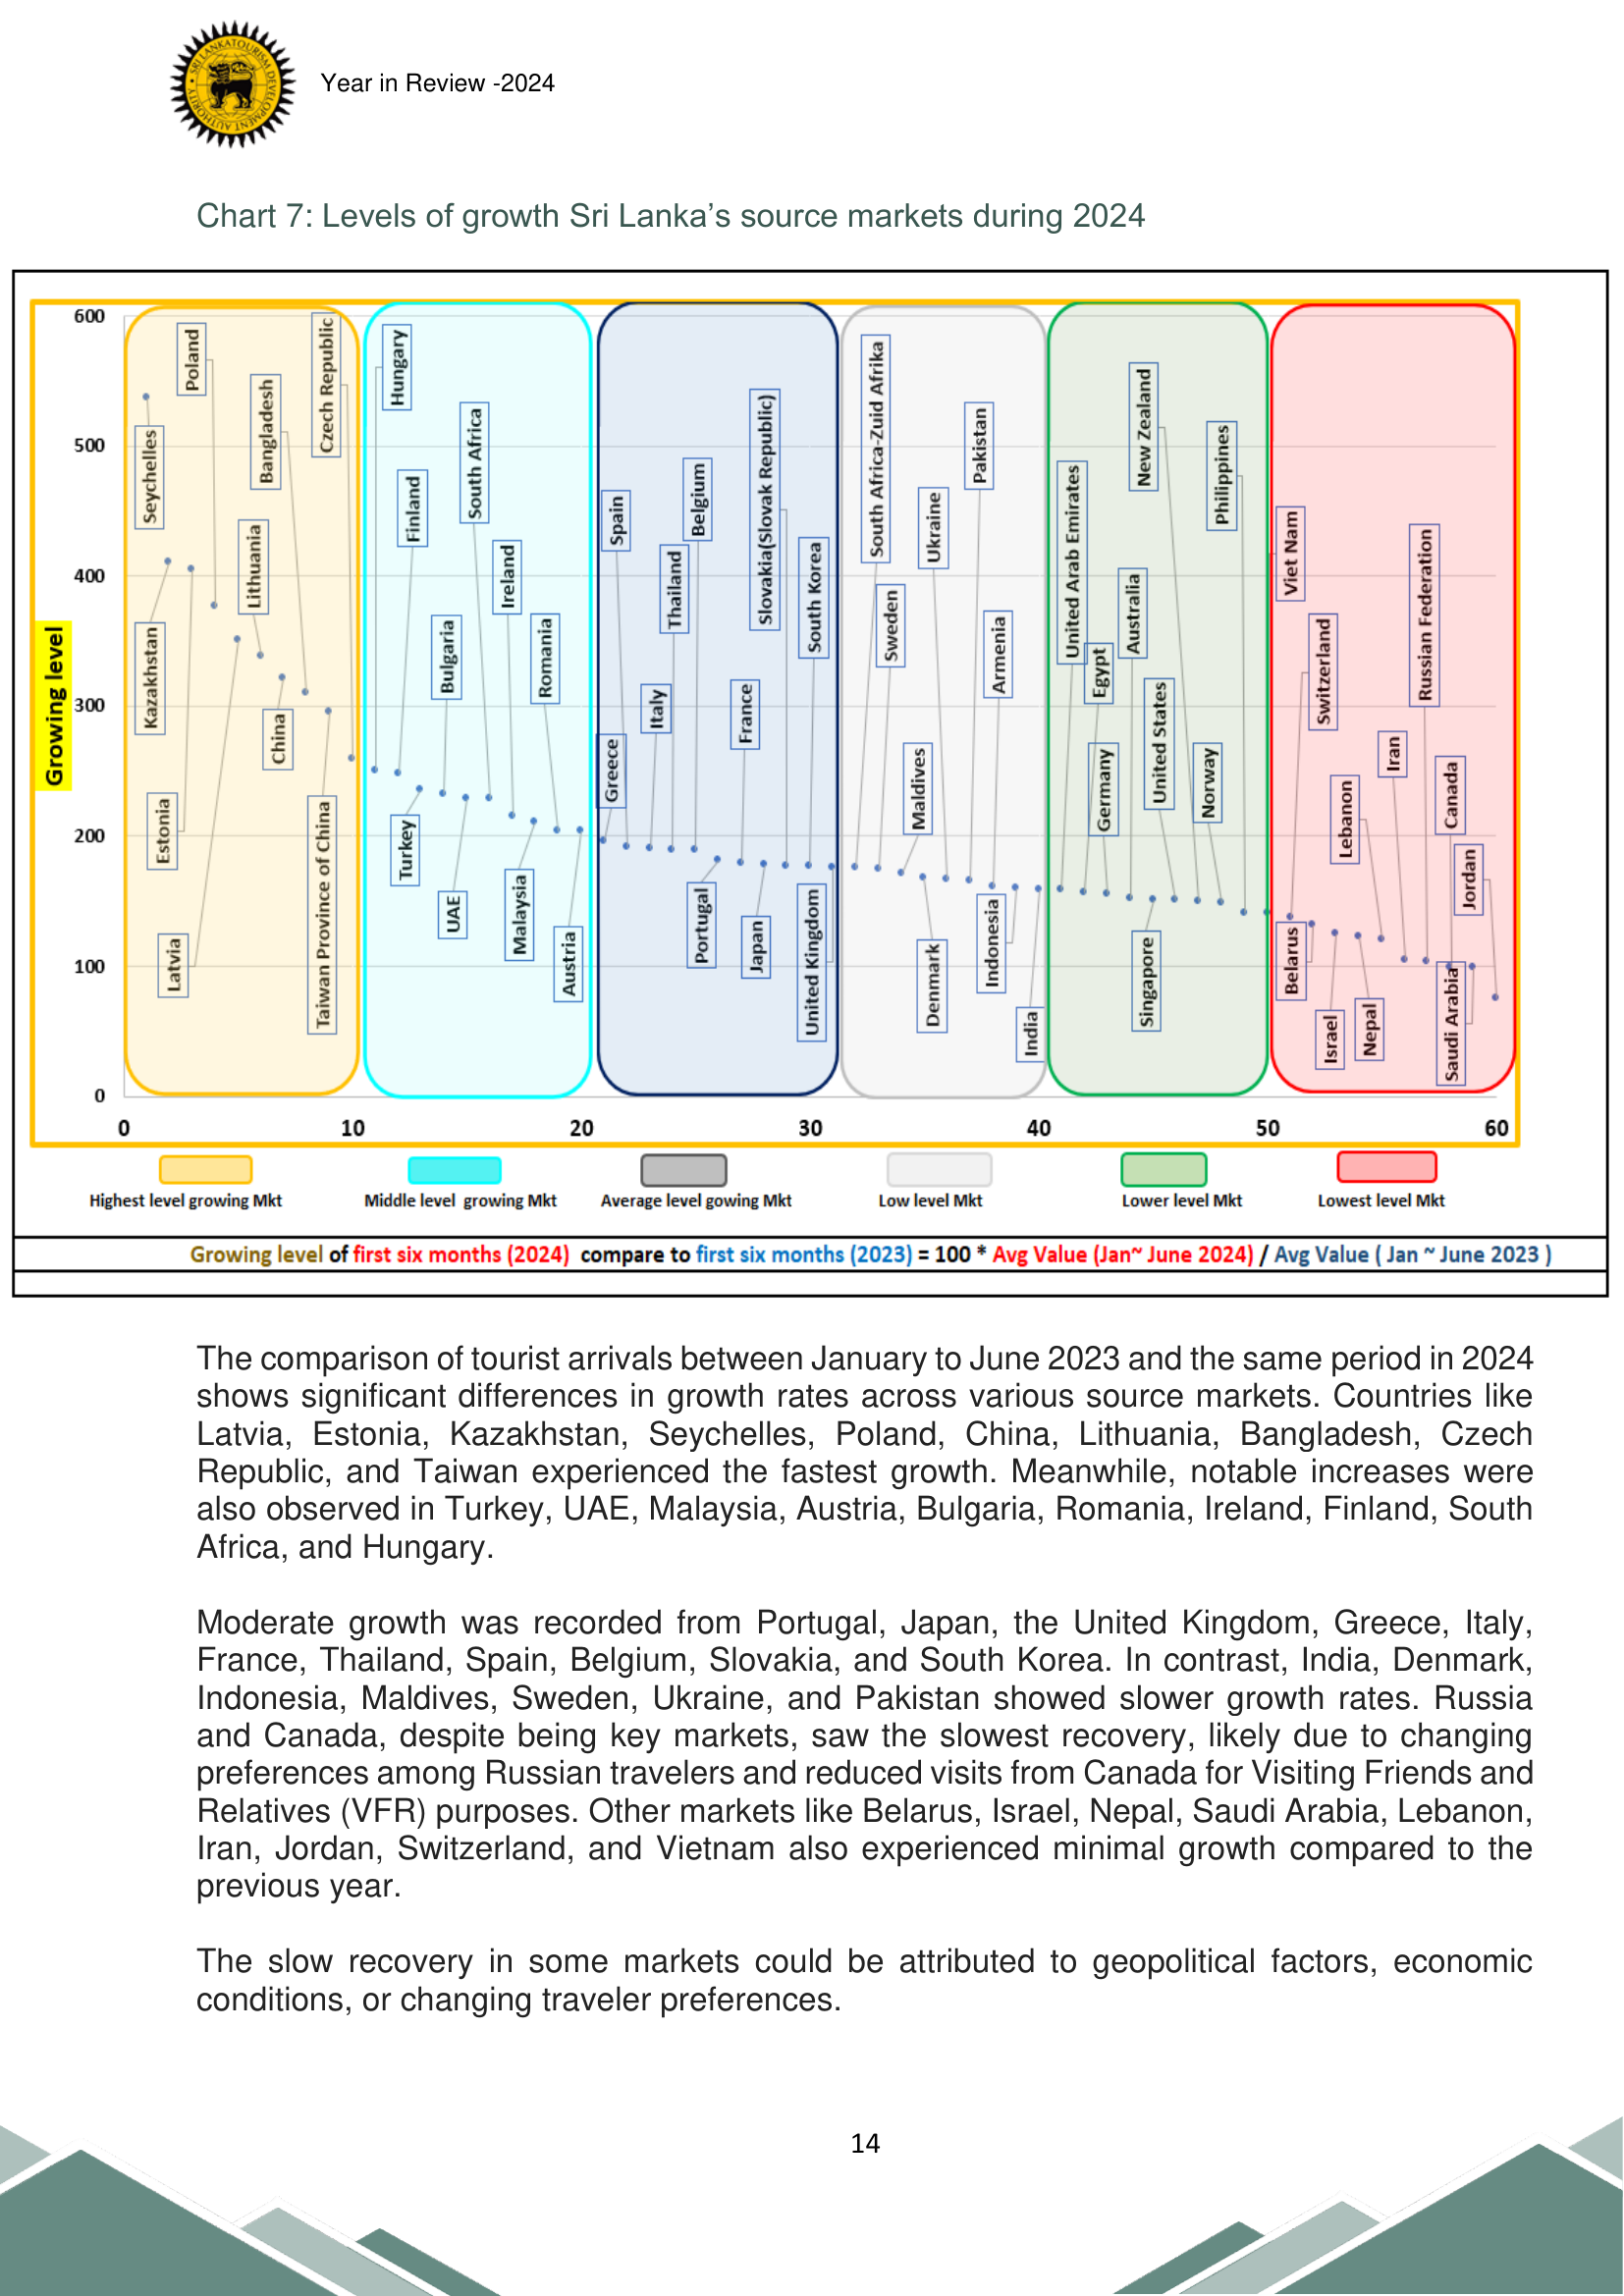 SRI LANKA TOURISM DEVELOPMENT AUTHORITY
Year in Review -2024
Chart 7: Levels of growth Sri Lanka’s source markets during 2024
Growing level
600
500
400
300
200
100
0
0
10
20
30
40
50
60
Seychelles
Kazakhstan
Estonia
Poland
Latvia
Lithuania
China
Bangladesh
Taiwan Province of China
Czech Republic
Hungary
Finland
Turkey
Bulgaria
UAE
South Africa
Ireland
Malaysia
Romania
Austria
Greece
Spain
Italy
Thailand
Belgium
Portugal
France
Japan
Slovakia(Slovak Republic)
South Korea
United Kingdom
South Africa-Zuid Afrika
Sweden
Maldives
Denmark
Ukraine
Pakistan
Armenia
Indonesia
India
United Arab Emirates
Egypt
Germany
Australia
Singapore
United States
New Zealand
Norway
Philippines
Viet Nam
Switzerland
Belarus
Israel
Nepal
Lebanon
Iran
Russian Federation
Canada
Saudi Arabia
Jordan
Highest level growing Mkt
Middle level growing Mkt
Average level gowing Mkt
Low level Mkt
Lower level Mkt
Lowest level Mkt
Growing level of first six months (2024) compare to first six months (2023) = 100 * Avg Value (Jan~ June 2024) / Avg Value ( Jan ~ June 2023 )
The comparison of tourist arrivals between January to June 2023 and the same period in 2024
shows significant differences in growth rates across various source markets. Countries like
Latvia, Estonia, Kazakhstan, Seychelles, Poland, China, Lithuania, Bangladesh, Czech
Republic, and Taiwan experienced the fastest growth. Meanwhile, notable increases were
also observed in Turkey, UAE, Malaysia, Austria, Bulgaria, Romania, Ireland, Finland, South
Africa, and Hungary.
Moderate growth was recorded from Portugal, Japan, the United Kingdom, Greece, Italy,
France, Thailand, Spain, Belgium, Slovakia, and South Korea. In contrast, India, Denmark,
Indonesia, Maldives, Sweden, Ukraine, and Pakistan showed slower growth rates. Russia
and Canada, despite being key markets, saw the slowest recovery, likely due to changing
preferences among Russian travelers and reduced visits from Canada for Visiting Friends and
Relatives (VFR) purposes. Other markets like Belarus, Israel, Nepal, Saudi Arabia, Lebanon,
Iran, Jordan, Switzerland, and Vietnam also experienced minimal growth compared to the
previous year.
The slow recovery in some markets could be attributed to geopolitical factors, economic
conditions, or changing traveler preferences.
14